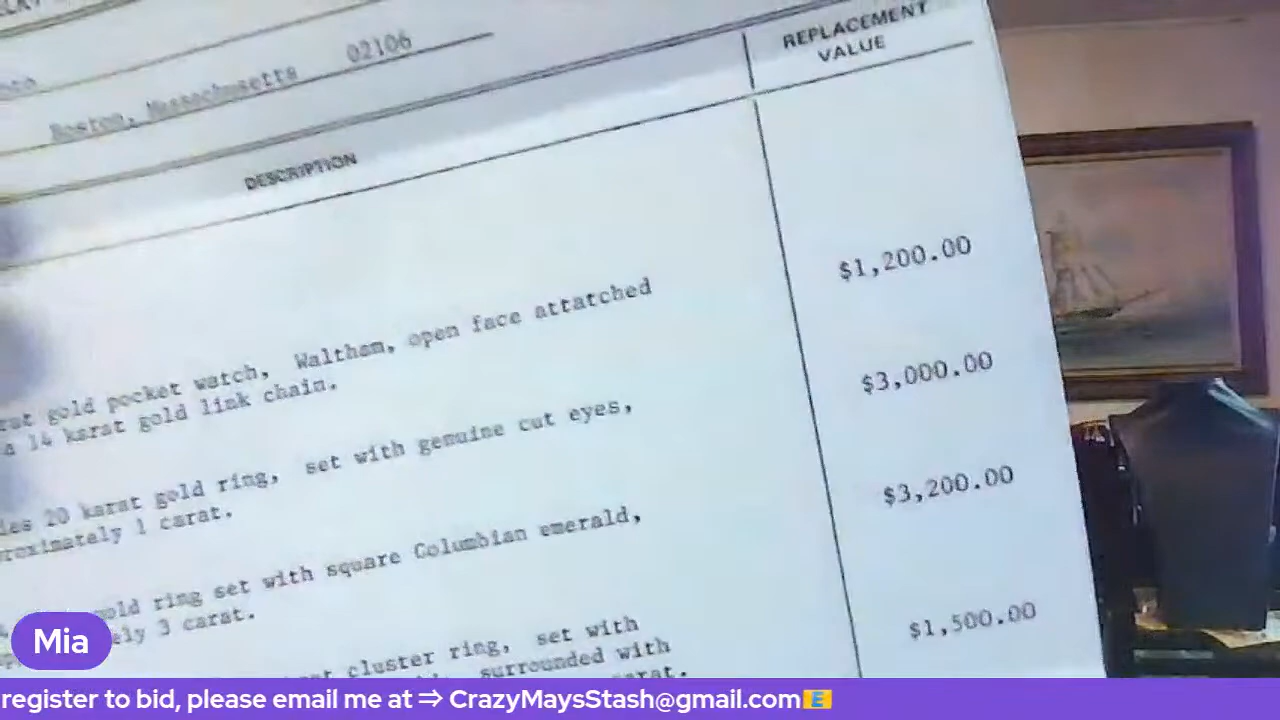 Boston, Massachusetts 02106
REPLACEMENT
VALUE
DESCRIPTION
$1,200.00
gold pocket watch, Waltham, open face attatched
a 14 karat gold link chain.
$3,000.00
20 karat gold ring, set with genuine cut eyes,
1 carat.
$3,200.00
ring set with square Columbian emerald,
3 carat.
$1,500.00
cluster ring, set with
surrounded with
Mia
register to bid, please email me at ⇒ CrazyMaysStash@gmail.com📧